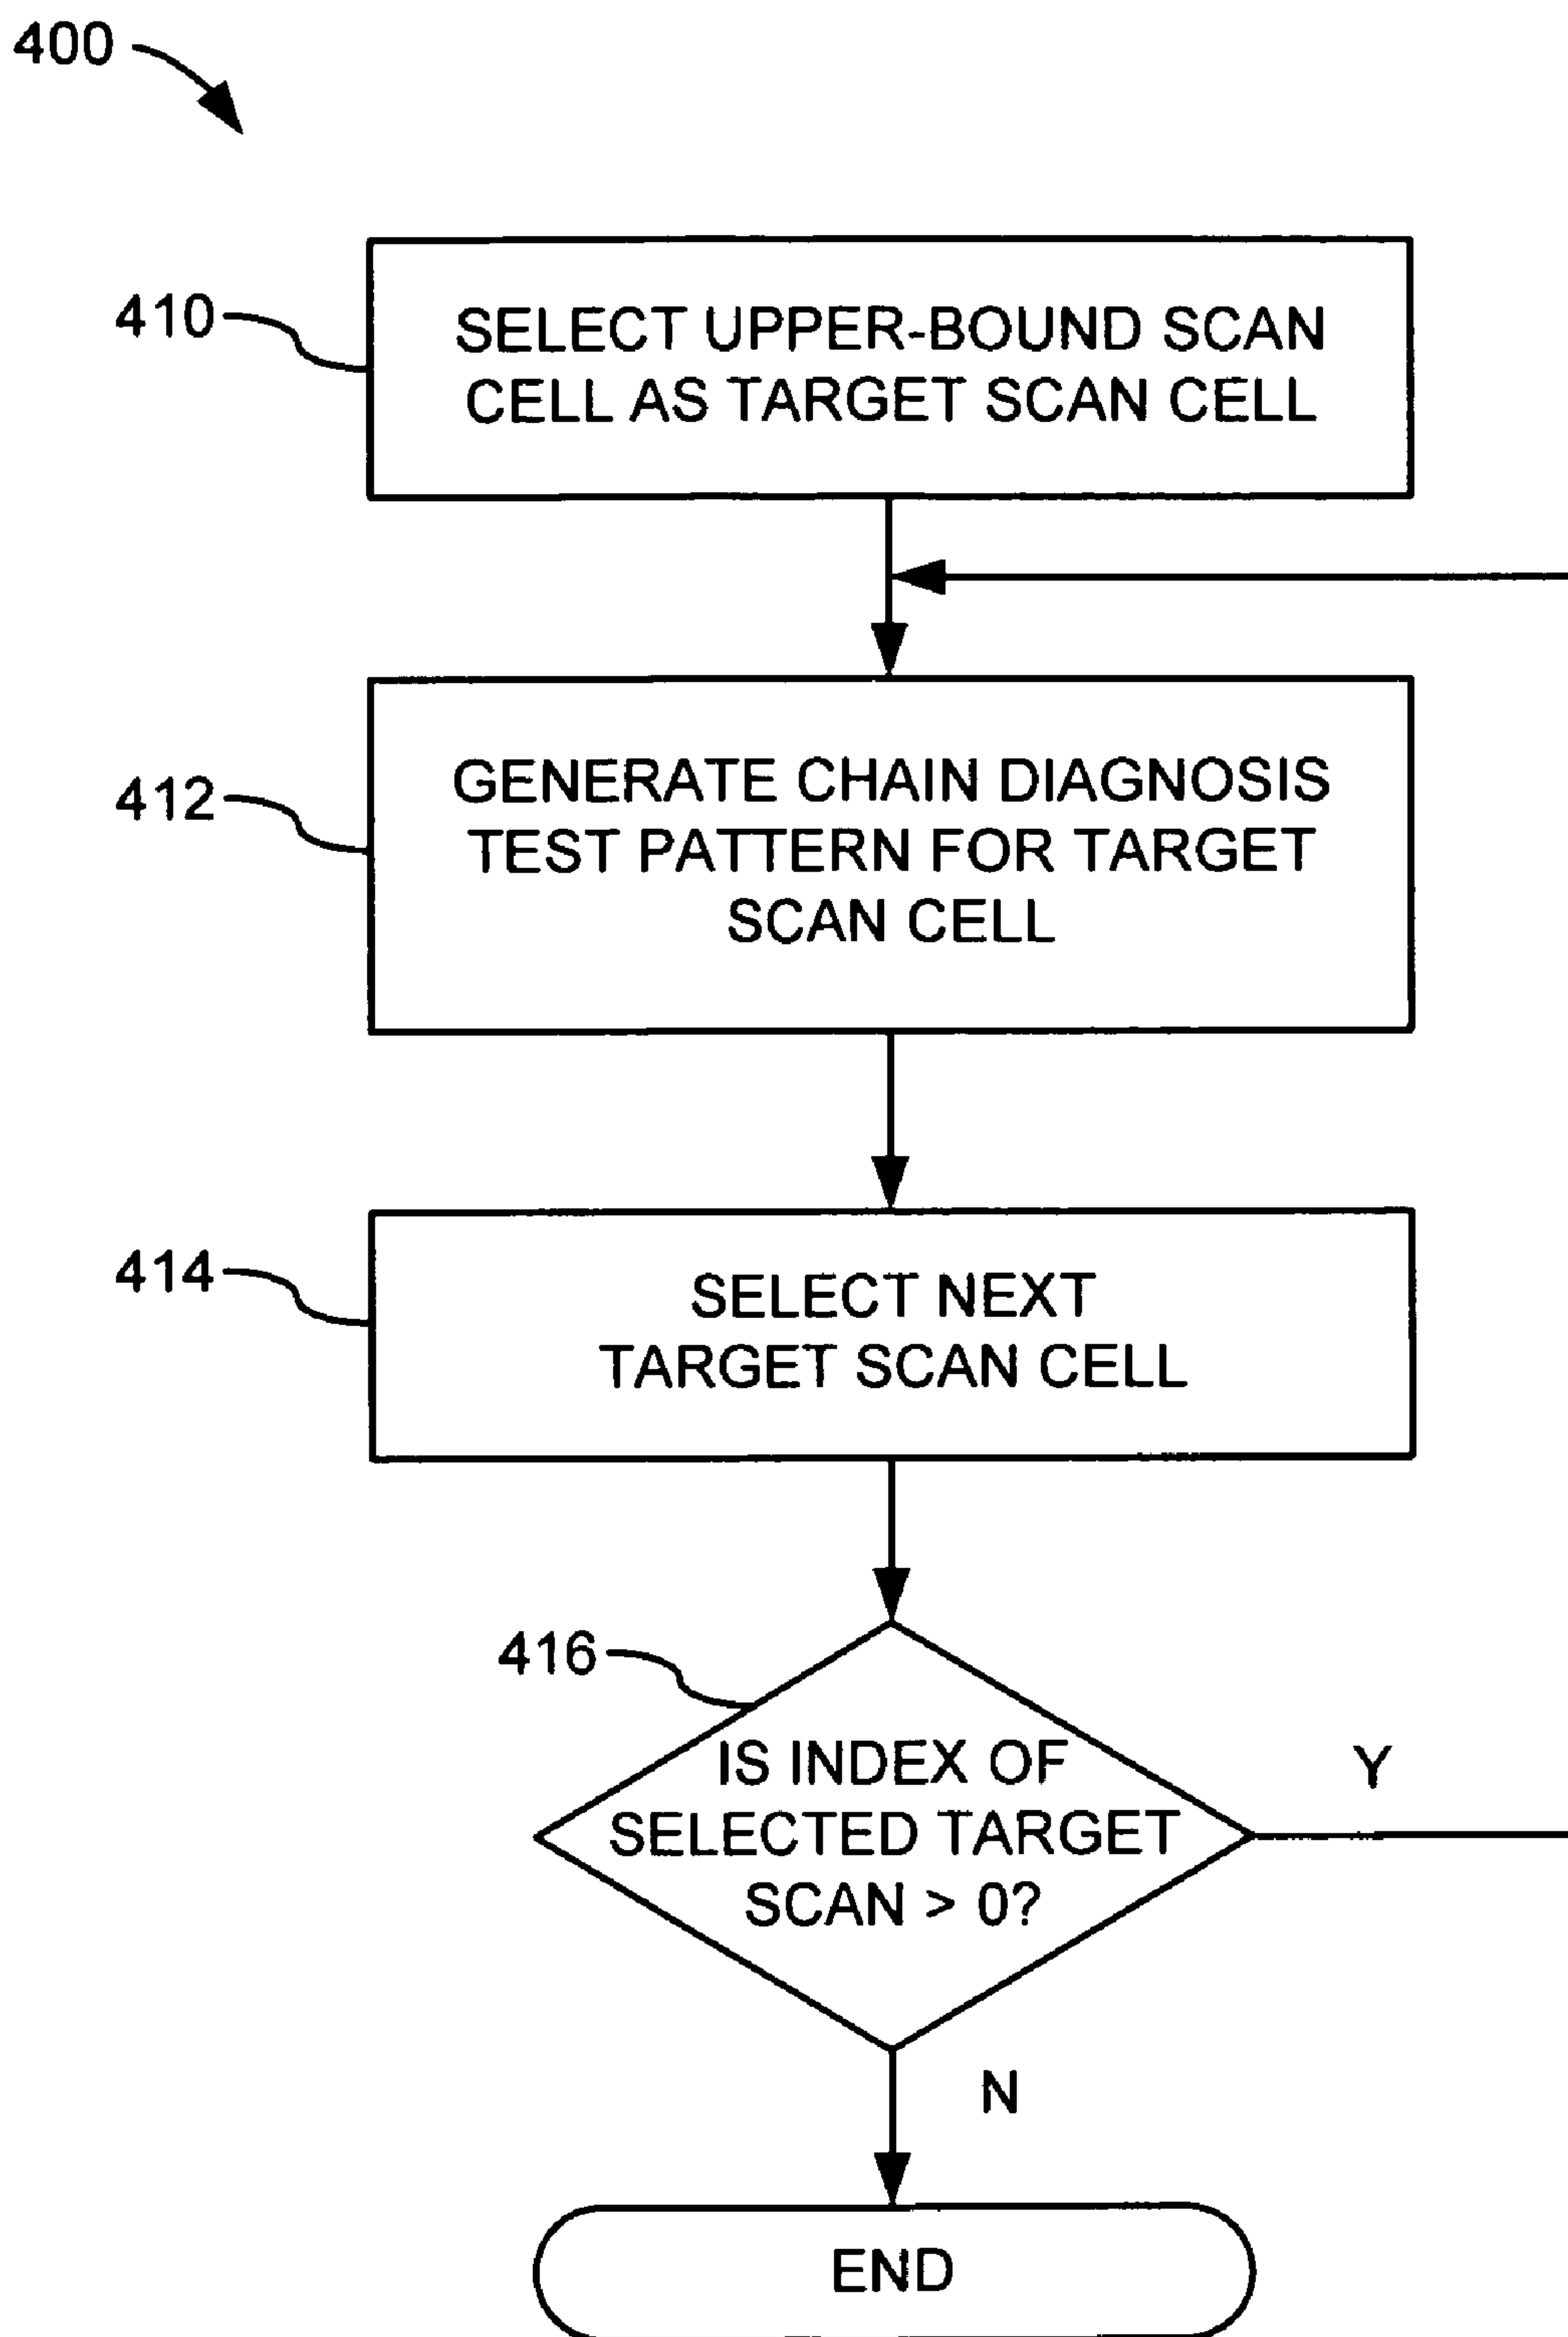 400
410
SELECT UPPER-BOUND SCAN
CELL AS TARGET SCAN CELL
412
GENERATE CHAIN DIAGNOSIS
TEST PATTERN FOR TARGET
SCAN CELL
414
SELECT NEXT
TARGET SCAN CELL
416
IS INDEX OF
SELECTED TARGET
SCAN > 0?
Y
N
END